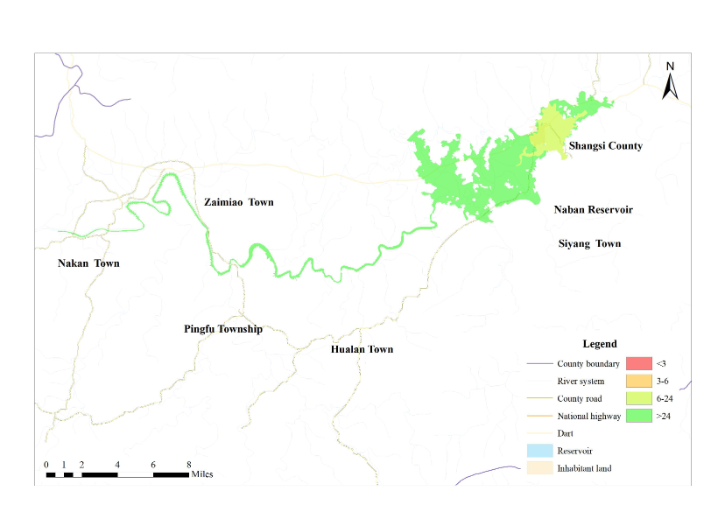 N
Shangsi County
Zaimiao Town
Naban Reservoir
Siyang Town
Nakan Town
Pingfu Township
Hualan Town
Legend
County boundary <3
River system 3-6
County road 6-24
National highway >24
Dart
Reservoir
Inhabitant land
0 1 2 4 6 8
Miles